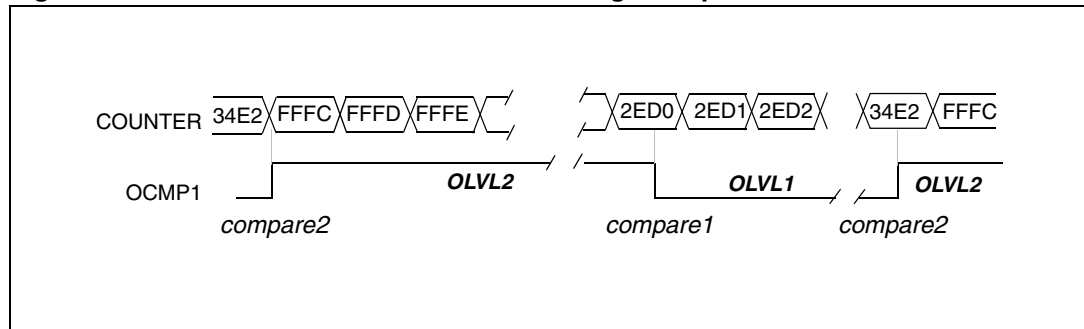 COUNTER 34E2 FFFC FFFD FFFE 2ED0 2ED1 2ED2 34E2 FFFC
OCMP1 OLVL2 OLVL1 OLVL2
compare2 compare1 compare2